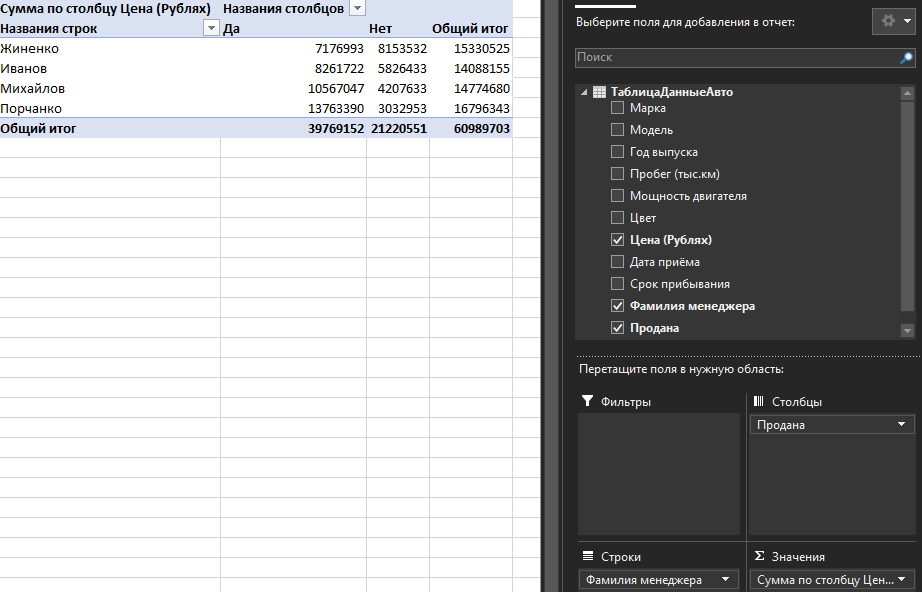 Сумма по столбцу Цена (Рублях) Названия столбцов
Названия строк Да Нет Общий итог
Жиненко 7176993 8153532 15330525
Иванов 8261722 5826433 14088155
Михайлов 10567047 4207633 14774680
Порчанко 13763390 3032953 16796343
Общий итог 39769152 21220551 60989703
Выберите поля для добавления в отчет:
Поиск
ТаблицаДанныеАвто
Марка
Модель
Год выпуска
Пробег (тыс.км)
Мощность двигателя
Цвет
Цена (Рублях)
Дата приёма
Срок прибывания
Фамилия менеджера
Продана
Перетащите поля в нужную область:
Фильтры
Столбцы
Продана
Строки
Фамилия менеджера
Σ Значения
Сумма по столбцу Цен...